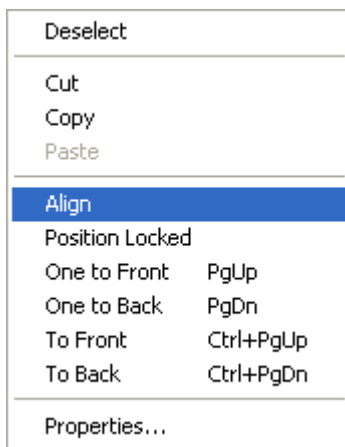 Deselect
Cut
Copy
Paste
Align
Position Locked
One to Front PgUp
One to Back PgDn
To Front Ctrl+PgUp
To Back Ctrl+PgDn
Properties...